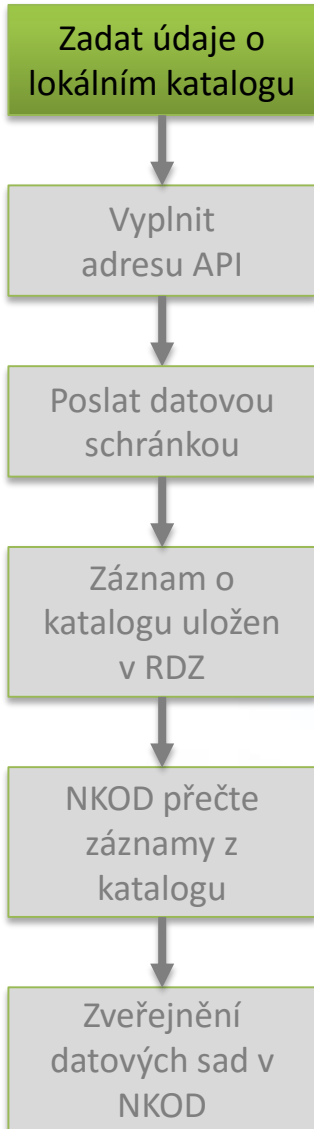 Zadat údaje o
lokálním katalogu
Vyplnit
adresu API
Poslat datovou
schránkou
Záznam o
katalogu uložen
v RDZ
NKOD přečte
záznamy z
katalogu
Zveřejnění
datových sad v
NKOD